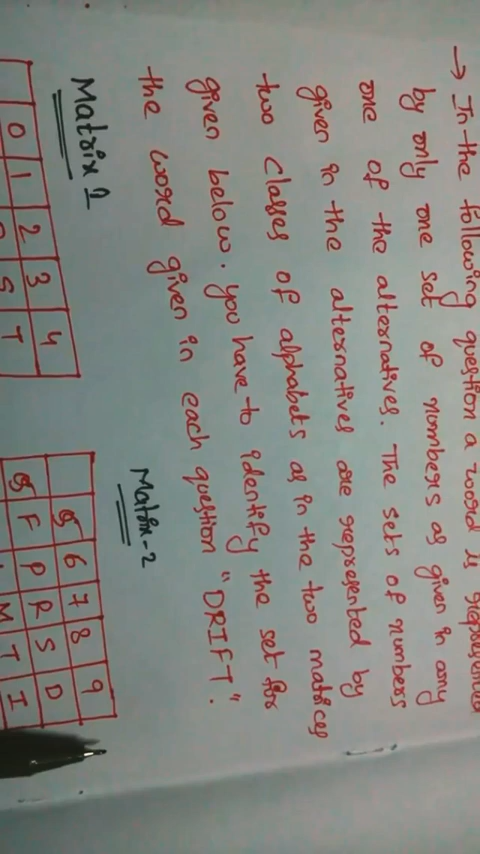 → In the following question a word is represented
by only one set of numbers as given in any
one of the alternatives. The sets of numbers
given in the alternatives are represented by
two classes of alphabets as in the two matrices
given below. you have to identify the set for
the word given in each question "DRIFT".
Matrix 1
Matrix-2
0 1 2 3 4
S T
5 6 7 8 9
5 F P R S D
M T I